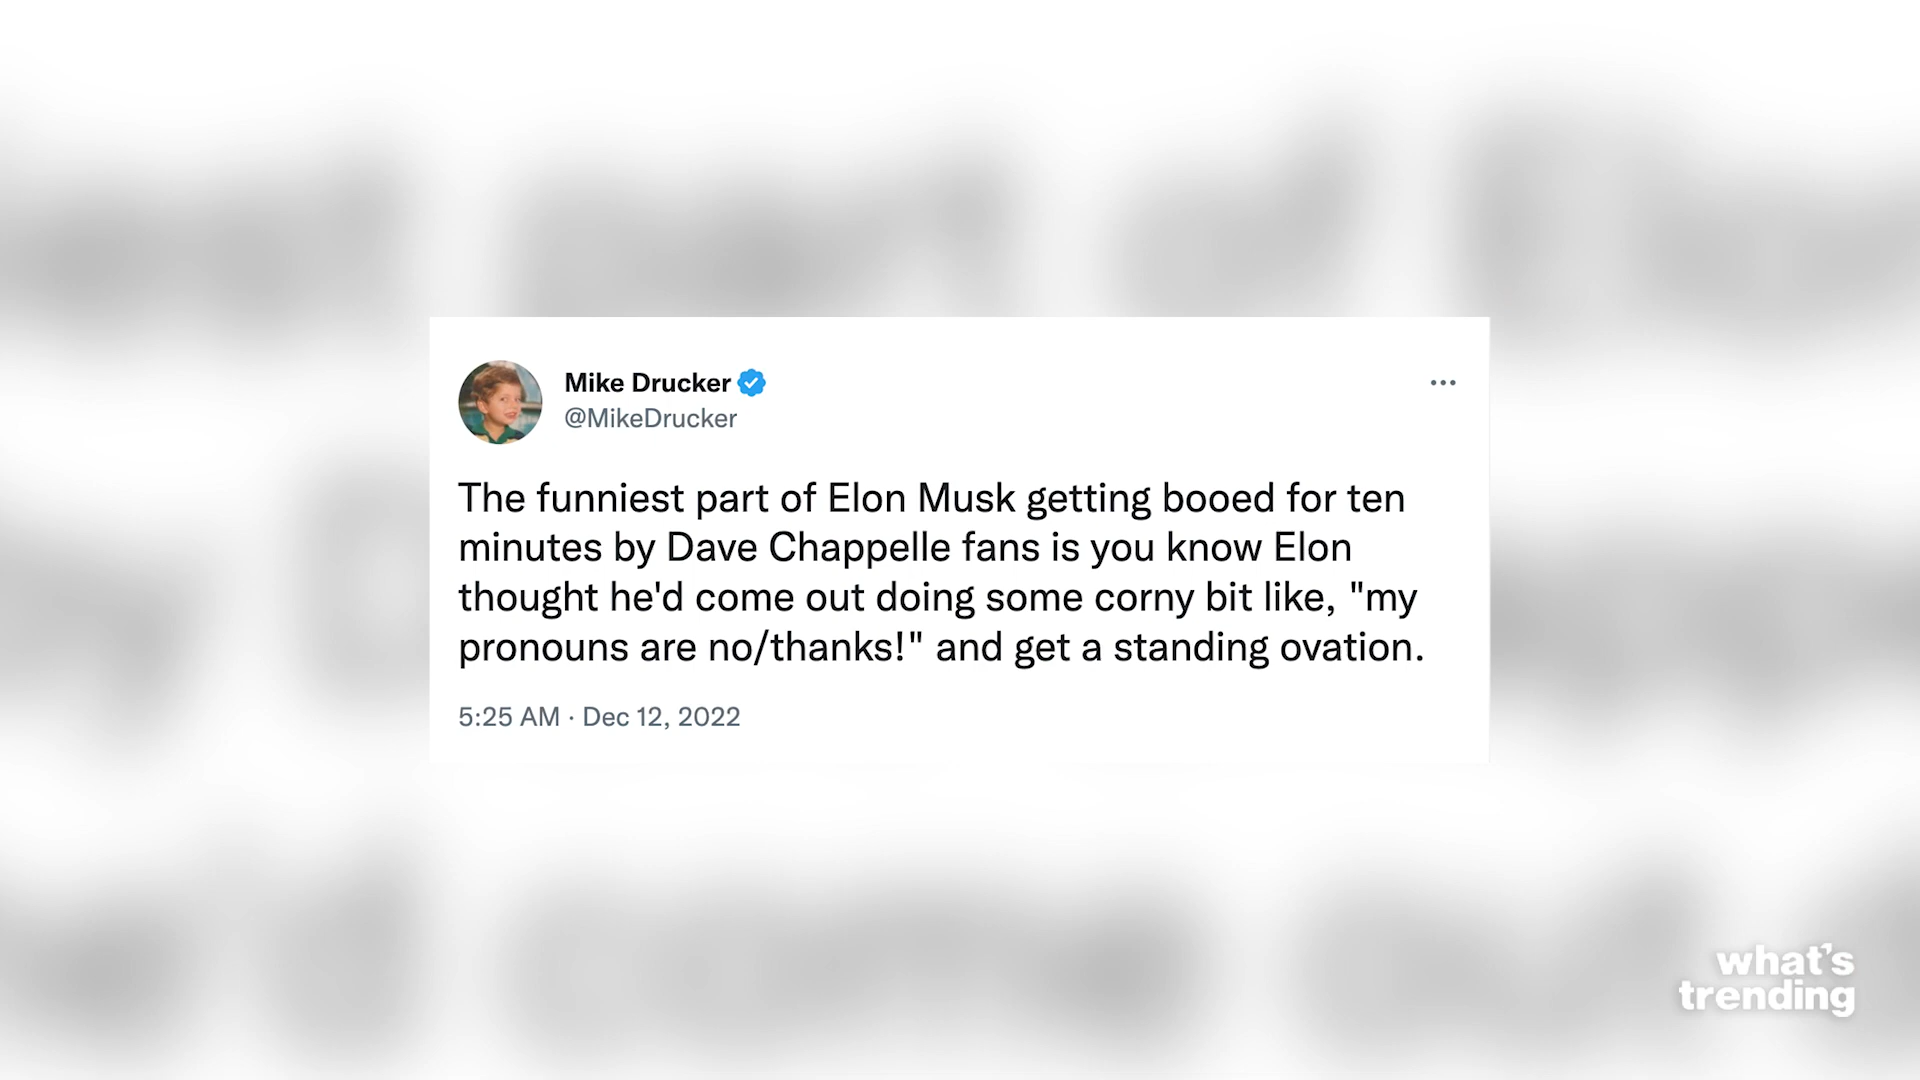 Mike Drucker
@MikeDrucker
The funniest part of Elon Musk getting booed for ten
minutes by Dave Chappelle fans is you know Elon
thought he'd come out doing some corny bit like, "my
pronouns are no/thanks!" and get a standing ovation.
5:25 AM · Dec 12, 2022
what's
trending